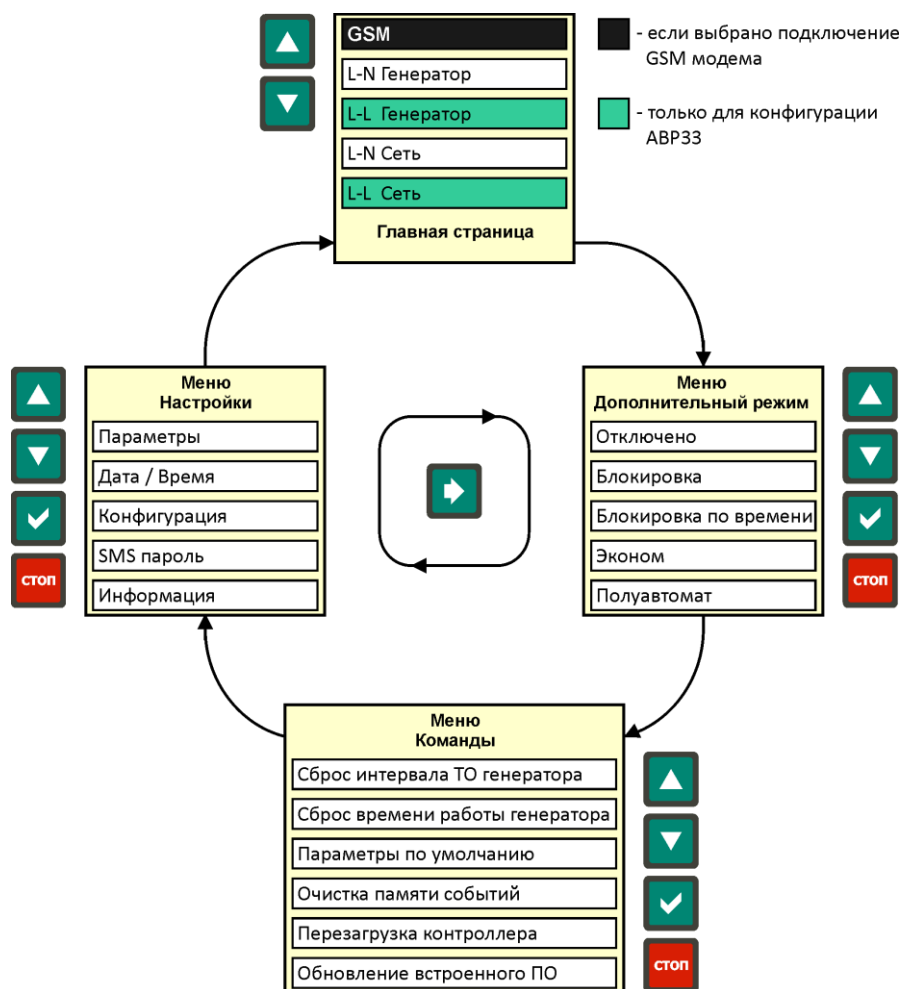 GSM
L-N Генератор
L-L Генератор
L-N Сеть
L-L Сеть
Главная страница
- если выбрано подключение
GSM модема
- только для конфигурации
АВР33
Меню
Настройки
Параметры
Дата / Время
Конфигурация
SMS пароль
Информация
стоп
Меню
Дополнительный режим
Отключено
Блокировка
Блокировка по времени
Эконом
Полуавтомат
стоп
Меню
Команды
Сброс интервала ТО генератора
Сброс времени работы генератора
Параметры по умолчанию
Очистка памяти событий
Перезагрузка контроллера
Обновление встроенного ПО
стоп